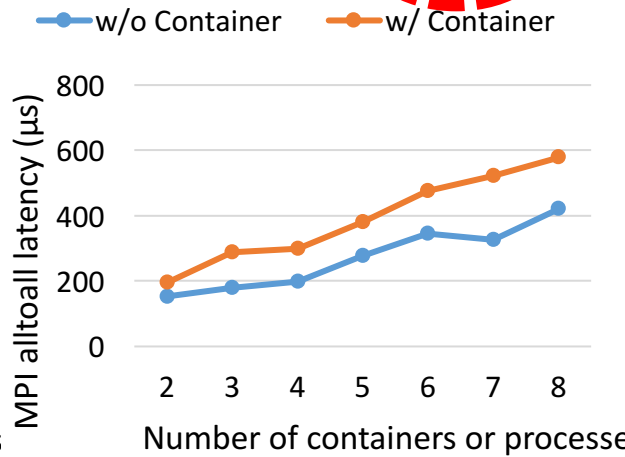 w/o Container w/ Container
MPI alltoall latency (μs)
800
600
400
200
0
2 3 4 5 6 7 8
s Number of containers or processe